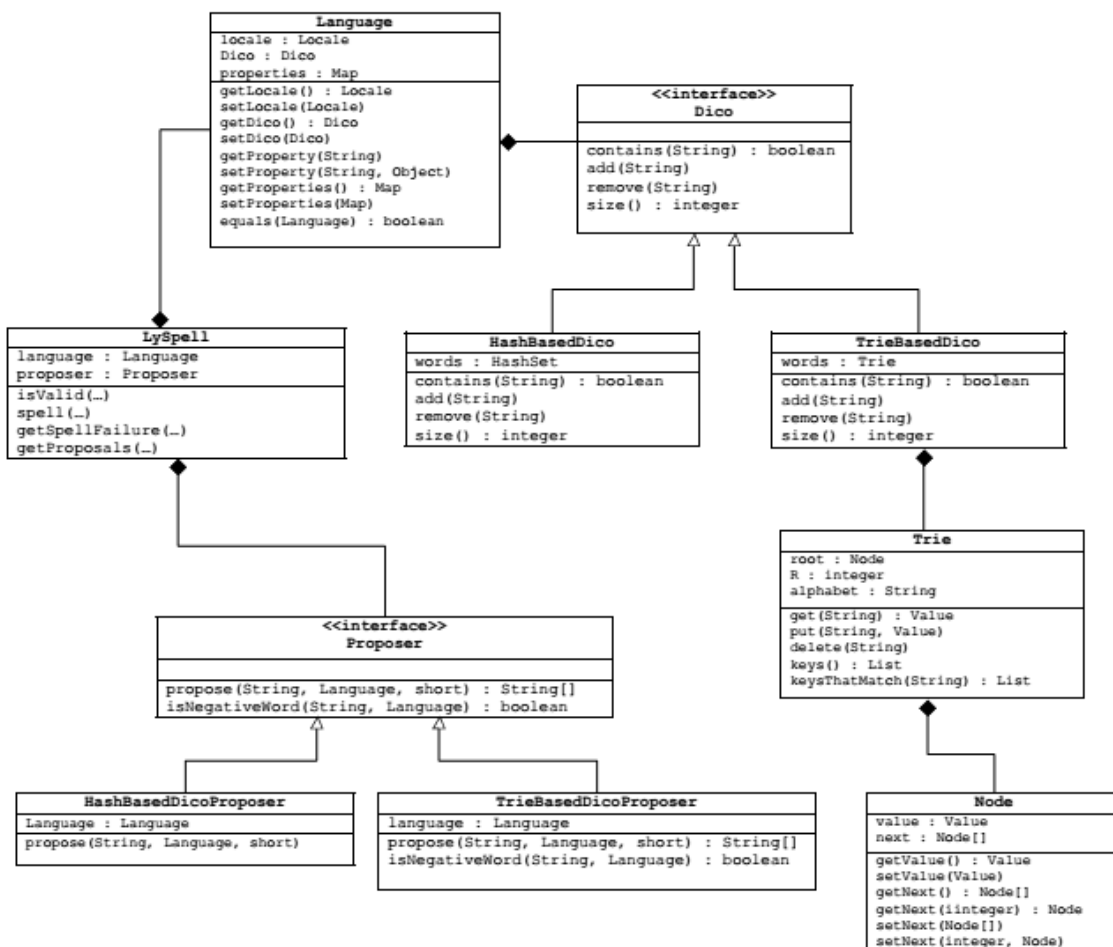 Language
locale : Locale
Dico : Dico
properties : Map
getLocale() : Locale
setLocale(Locale)
getDico() : Dico
setDico(Dico)
getProperty(String)
setProperty(String, Object)
getProperties() : Map
setProperties(Map)
equals(Language) : boolean
<<interface>>
Dico
contains(String) : boolean
add(String)
remove(String)
size() : integer
LySpell
language : Language
proposer : Proposer
isValid(…)
spell(…)
getSpellFailure(…)
getProposals(…)
HashBasedDico
words : HashSet
contains(String) : boolean
add(String)
remove(String)
size() : integer
TrieBasedDico
words : Trie
contains(String) : boolean
add(String)
remove(String)
size() : integer
Trie
root : Node
R : integer
alphabet : String
get(String) : Value
put(String, Value)
delete(String)
keys() : List
keysThatMatch(String) : List
<<interface>>
Proposer
propose(String, Language, short) : String[]
isNegativeWord(String, Language) : boolean
HashBasedDicoProposer
Language : Language
propose(String, Language, short)
TrieBasedDicoProposer
language : Language
propose(String, Language, short) : String[]
isNegativeWord(String, Language) : boolean
Node
value : Value
next : Node[]
getValue() : Value
setValue(Value)
getNext() : Node[]
getNext(iinteger) : Node
setNext(Node[])
setNext(integer, Node)